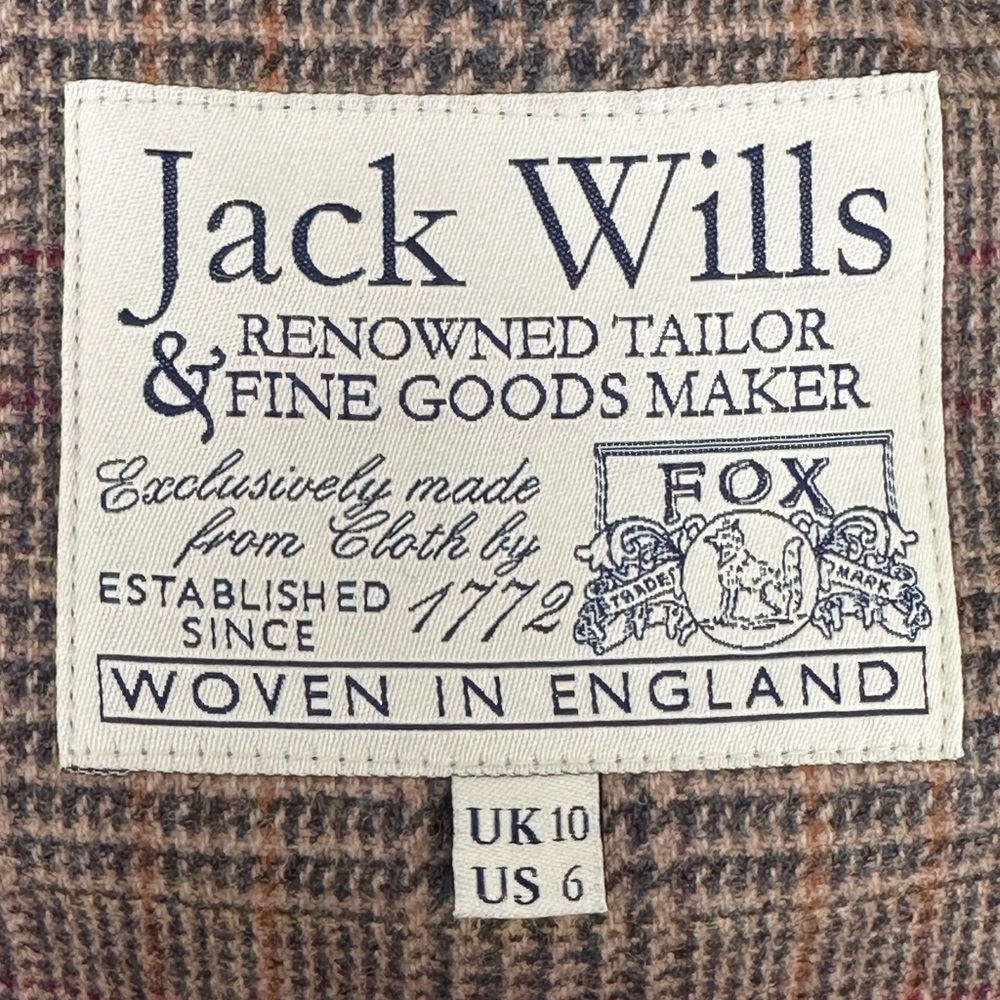 Jack Wills
& RENOWNED TAILOR
FINE GOODS MAKER
Exclusively made
from Cloth by
ESTABLISHED
SINCE 1772
FOX
TRADE MARK
WOVEN IN ENGLAND
UK 10
US 6